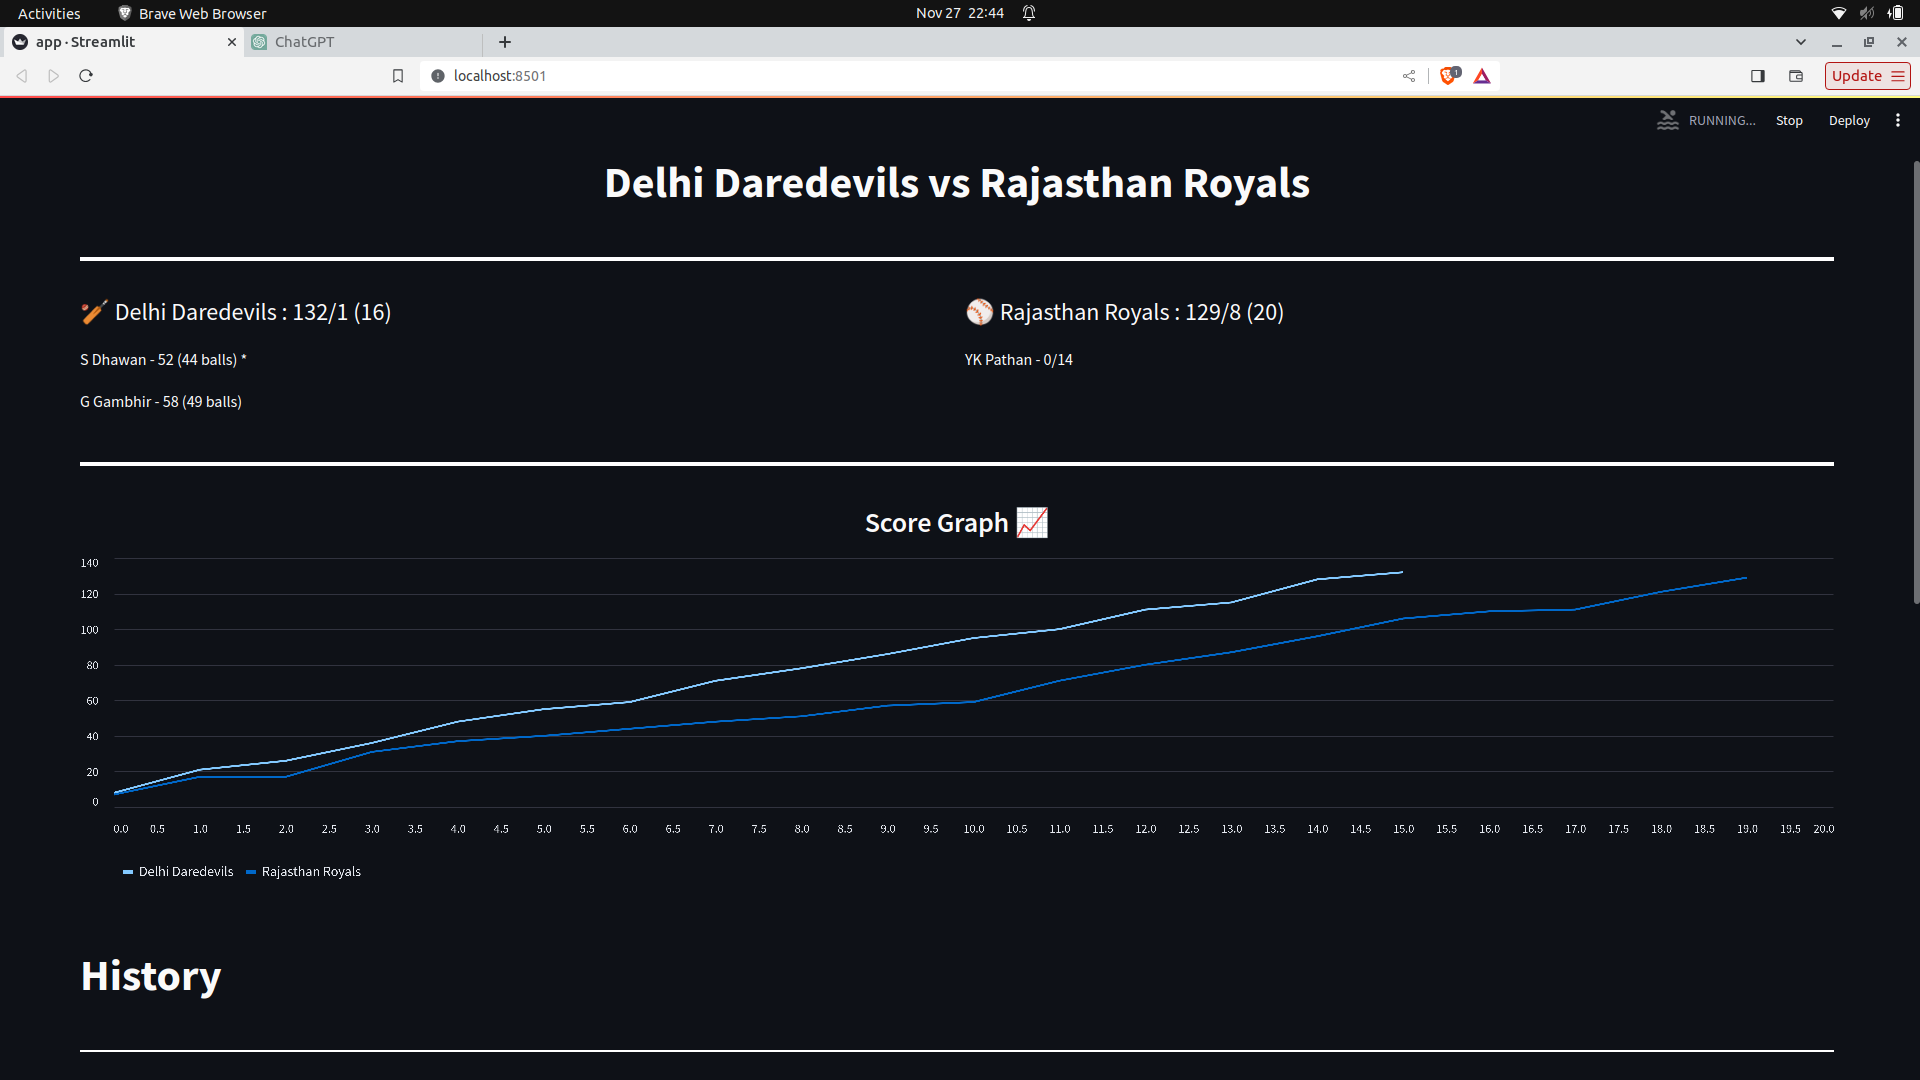 Activities Brave Web Browser Nov 27 22:44
app · Streamlit ChatGPT
localhost:8501 1 Update
RUNNING... Stop Deploy
Delhi Daredevils vs Rajasthan Royals
Delhi Daredevils : 132/1 (16)
S Dhawan - 52 (44 balls) *
G Gambhir - 58 (49 balls)
Rajasthan Royals : 129/8 (20)
YK Pathan - 0/14
Score Graph
140
120
100
80
60
40
20
0
0.0 0.5 1.0 1.5 2.0 2.5 3.0 3.5 4.0 4.5 5.0 5.5 6.0 6.5 7.0 7.5 8.0 8.5 9.0 9.5 10.0 10.5 11.0 11.5 12.0 12.5 13.0 13.5 14.0 14.5 15.0 15.5 16.0 16.5 17.0 17.5 18.0 18.5 19.0 19.5 20.0
Delhi Daredevils Rajasthan Royals
History